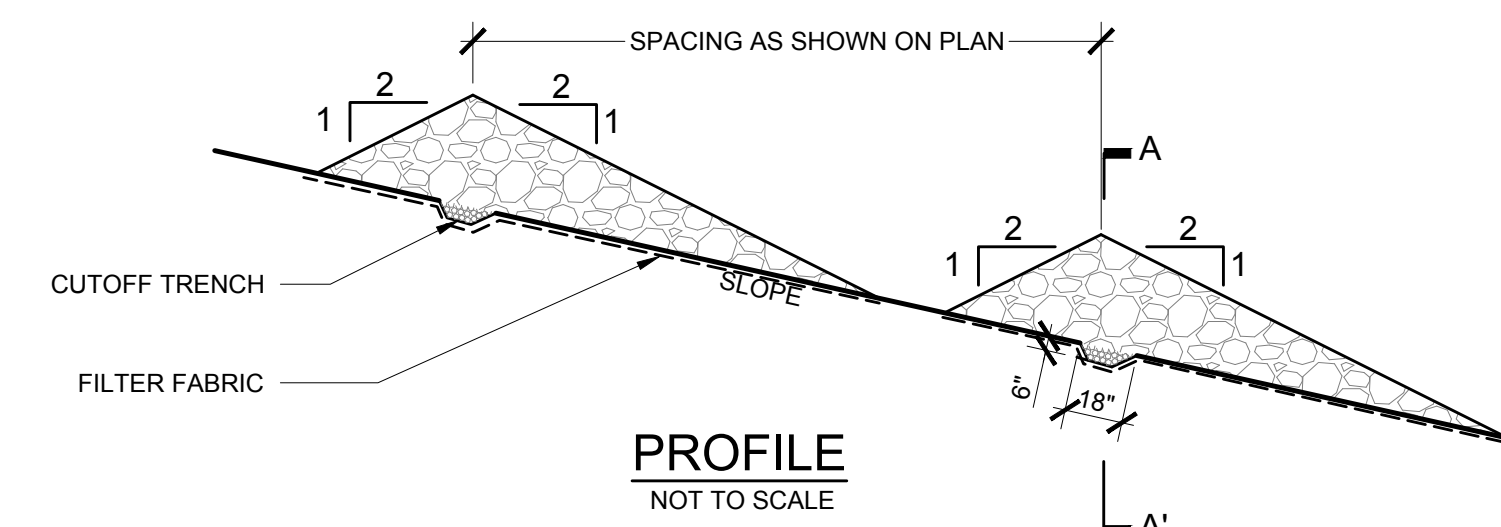 SPACING AS SHOWN ON PLAN
2
2
1
1
A
2
2
1
1
CUTOFF TRENCH
SLOPE
FILTER FABRIC
6"
18"
PROFILE
NOT TO SCALE
A'